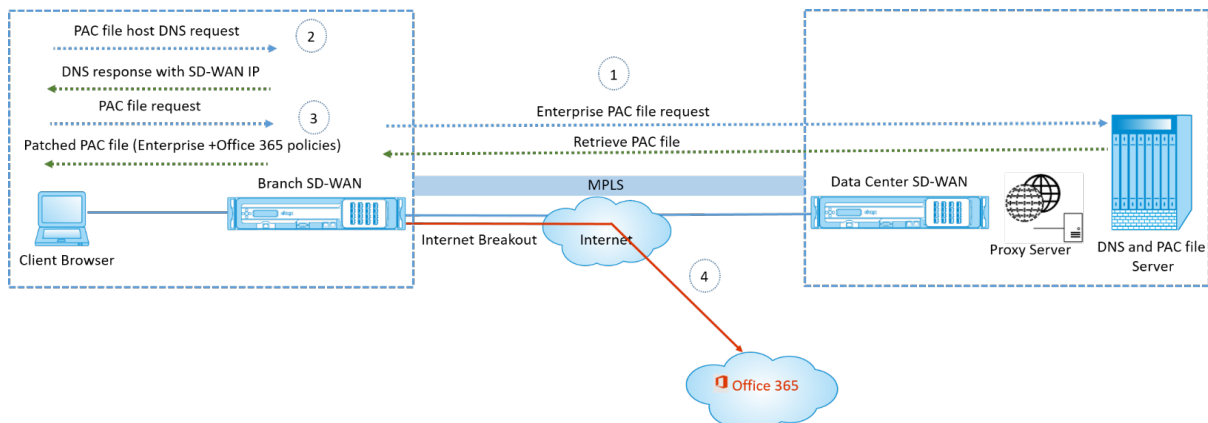 PAC file host DNS request
2
DNS response with SD-WAN IP
PAC file request
3
Patched PAC file (Enterprise +Office 365 policies)
1
Enterprise PAC file request
Retrieve PAC file
Branch SD-WAN
MPLS
Data Center SD-WAN
Client Browser
Internet Breakout
Internet
Proxy Server
DNS and PAC file
Server
4
Office 365